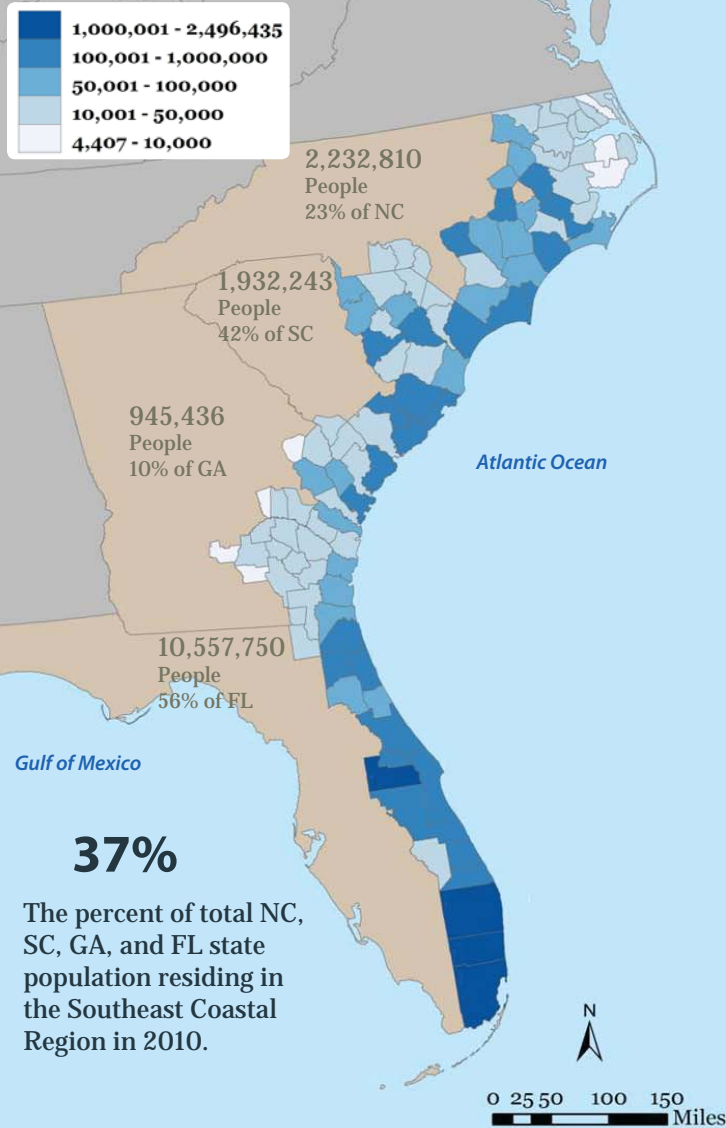 1,000,001 - 2,496,435
100,001 - 1,000,000
50,001 - 100,000
10,001 - 50,000
4,407 - 10,000
2,232,810
People
23% of NC
1,932,243
People
42% of SC
945,436
People
10% of GA
Atlantic Ocean
10,557,750
People
56% of FL
Gulf of Mexico
37%
The percent of total NC,
SC, GA, and FL state
population residing in
the Southeast Coastal
Region in 2010.
N
0 25 50 100 150
Miles